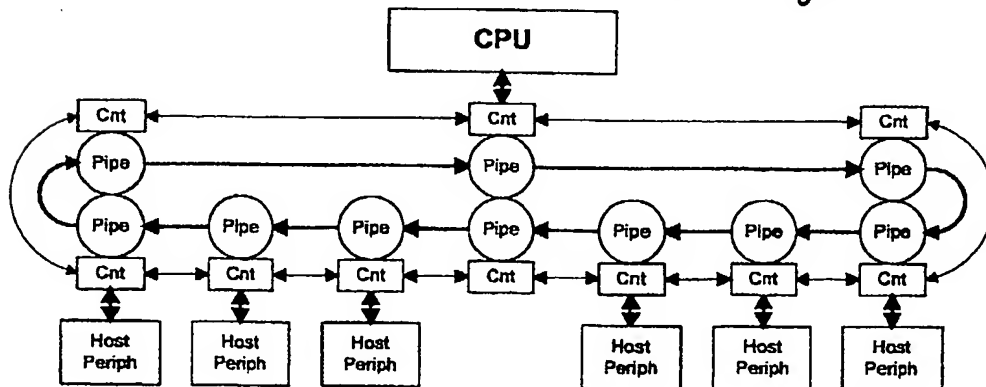 CPU
Cnt Cnt Cnt
Pipe Pipe Pipe
Pipe Pipe Pipe Pipe Pipe Pipe Pipe
Cnt Cnt Cnt Cnt Cnt Cnt Cnt
Host Host Host Host Host Host
Periph Periph Periph Periph Periph Periph